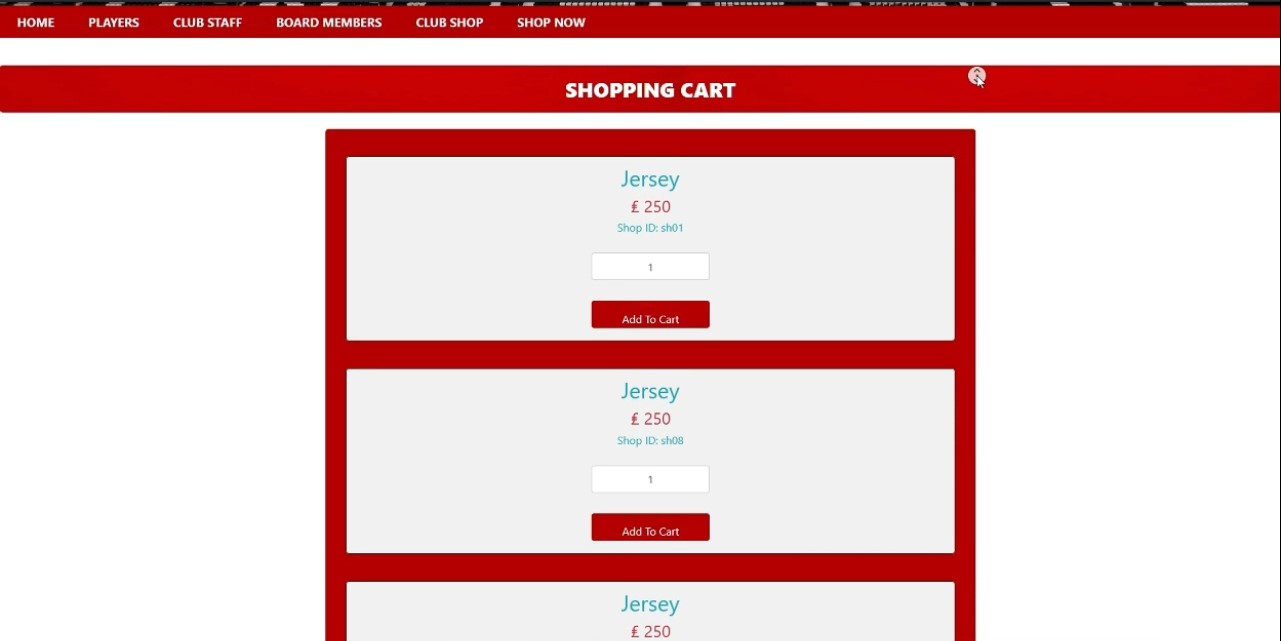 HOME PLAYERS CLUB STAFF BOARD MEMBERS CLUB SHOP SHOP NOW
SHOPPING CART
Jersey
₤ 250
Shop ID: sh01
1
Add To Cart
Jersey
₤ 250
Shop ID: sh08
1
Add To Cart
Jersey
₤ 250